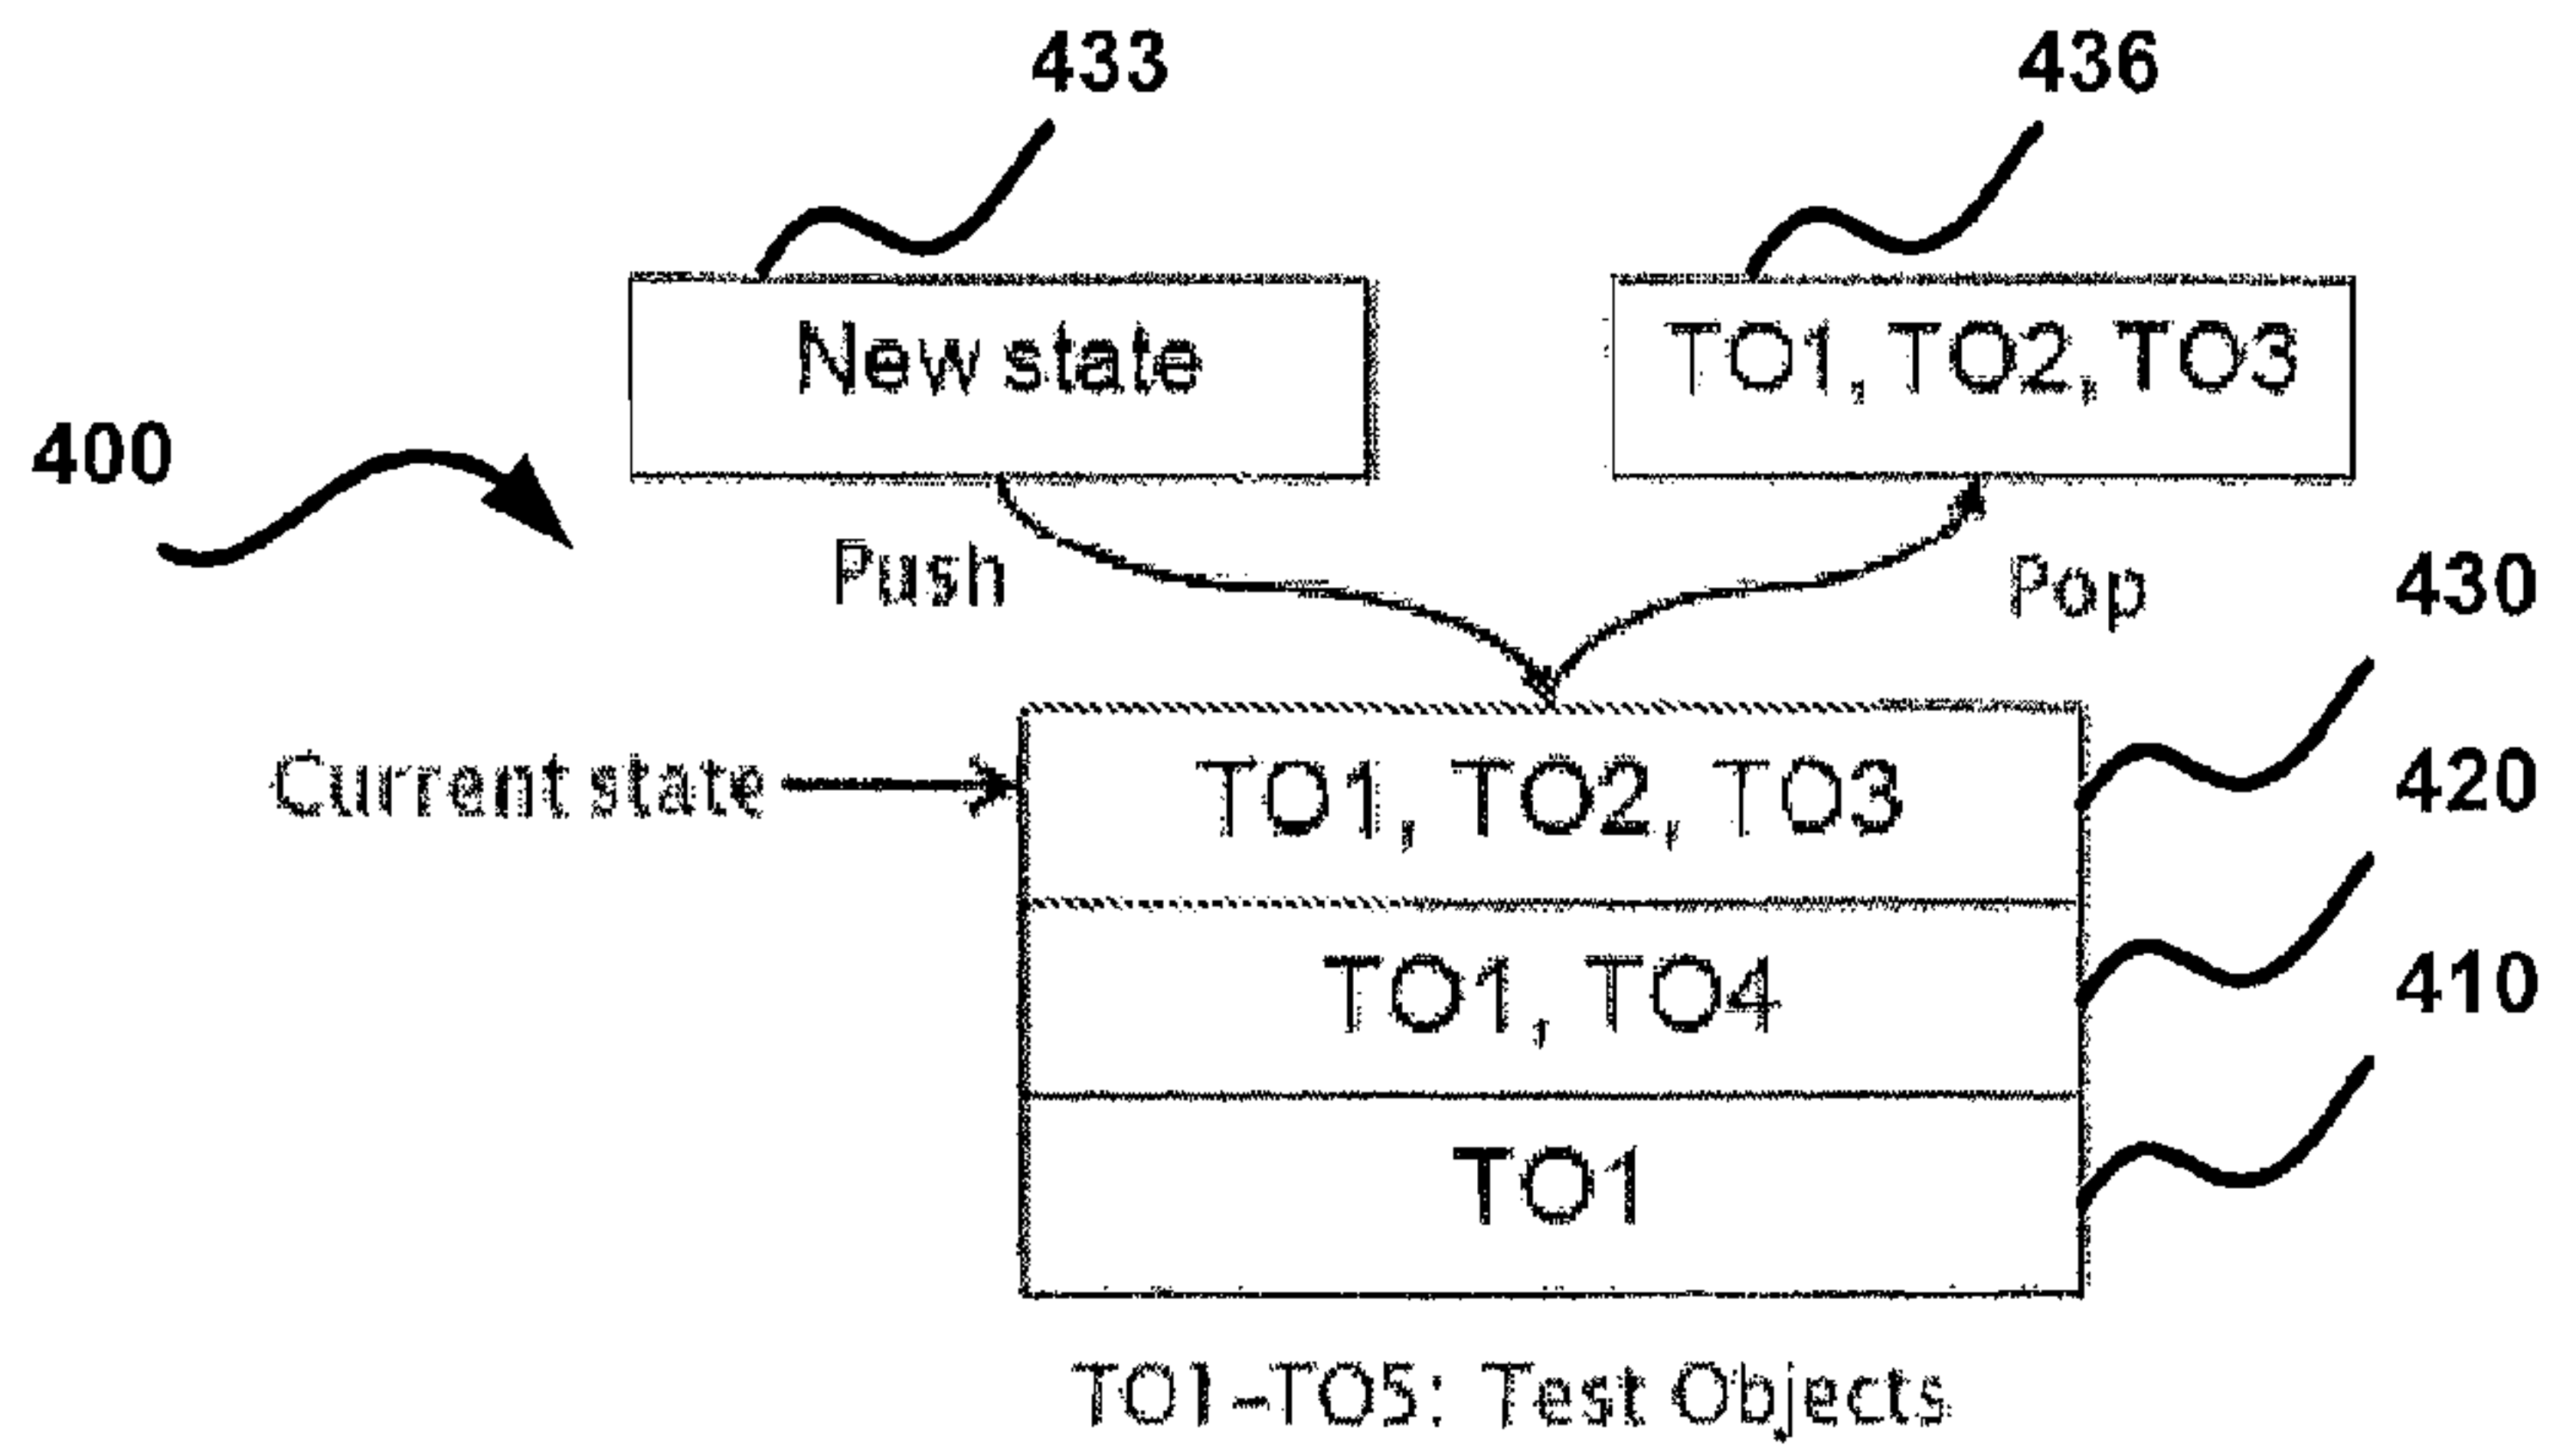 433
436
New state
TO1, TO2, TO3
400
Push
Pop
430
Current state
TO1, TO2, TO3
420
TO1, TO4
410
TO1
TO1-TO5: Test Objects